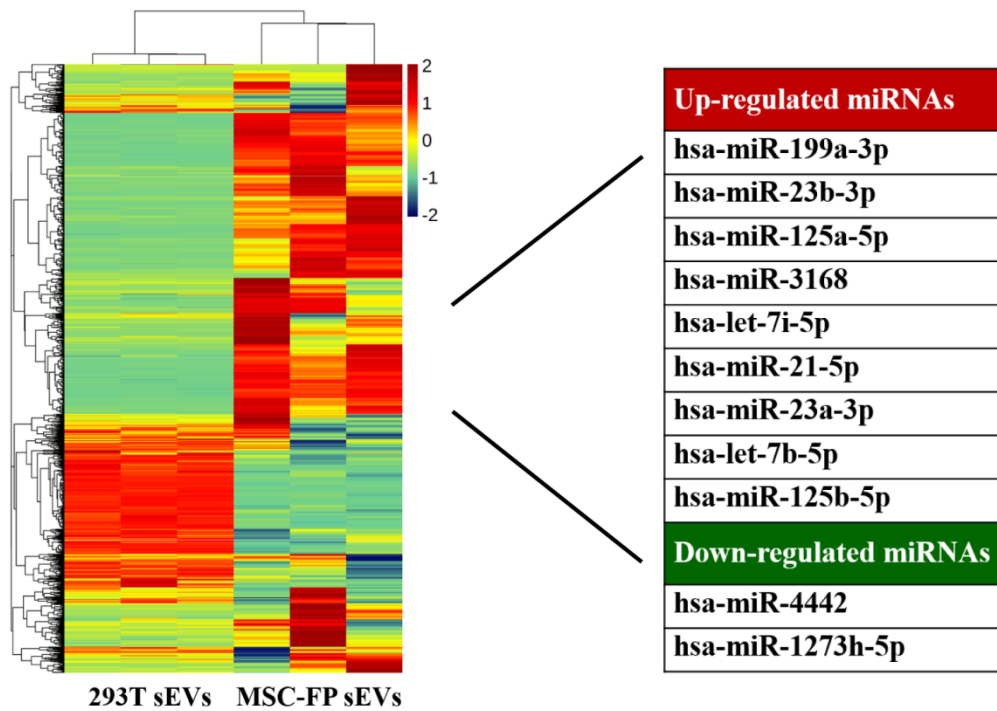 2
1
0
-1
-2
293T sEVs
MSC-FP sEVs
Up-regulated miRNAs
hsa-miR-199a-3p
hsa-miR-23b-3p
hsa-miR-125a-5p
hsa-miR-3168
hsa-let-7i-5p
hsa-miR-21-5p
hsa-miR-23a-3p
hsa-let-7b-5p
hsa-miR-125b-5p
Down-regulated miRNAs
hsa-miR-4442
hsa-miR-1273h-5p